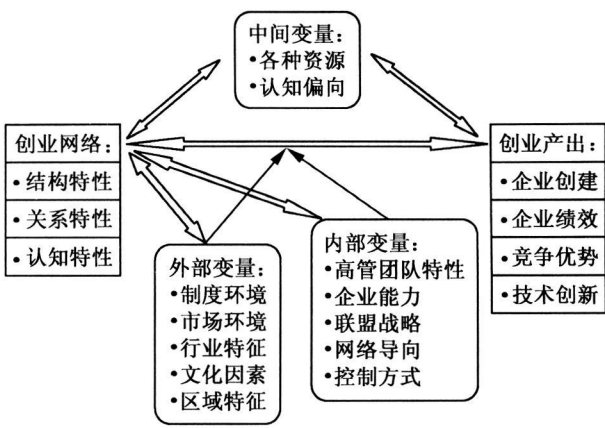 中间变量：
•各种资源
•认知偏向
创业网络：
•结构特性
•关系特性
•认知特性
创业产出：
•企业创建
•企业绩效
•竞争优势
•技术创新
外部变量：
•制度环境
•市场环境
•行业特征
•文化因素
•区域特征
内部变量：
•高管团队特性
•企业能力
•联盟战略
•网络导向
•控制方式